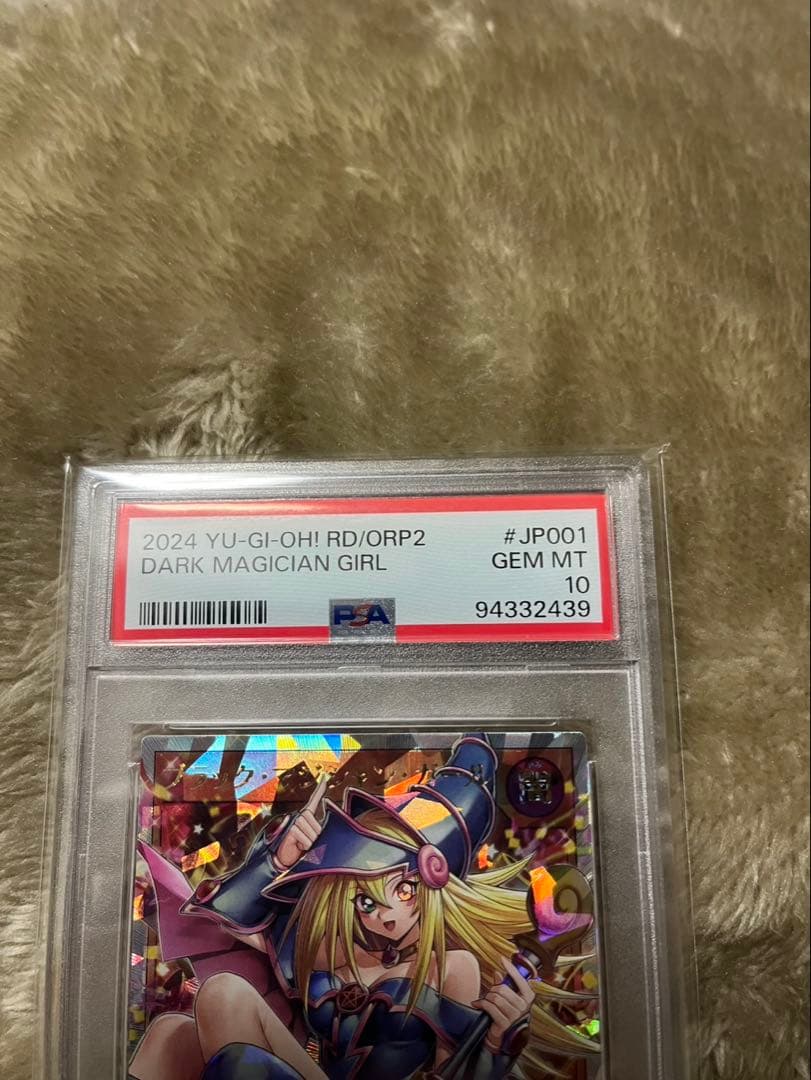 2024 YU-GI-OH! RD/ORP2 #JP001
DARK MAGICIAN GIRL GEM MT
10
PSA 94332439